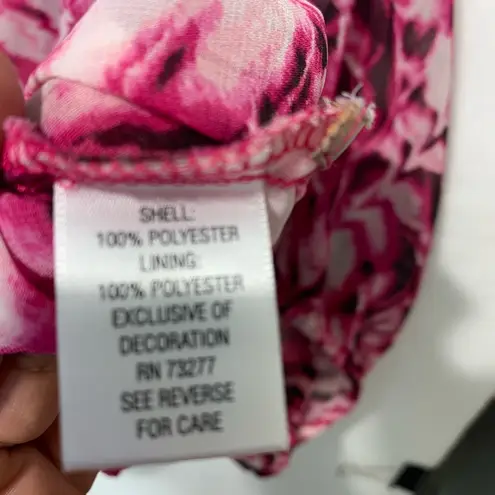 SHELL:
100% POLYESTER
LINING:
100% POLYESTER
EXCLUSIVE OF
DECORATION
RN 73277
SEE REVERSE
FOR CARE